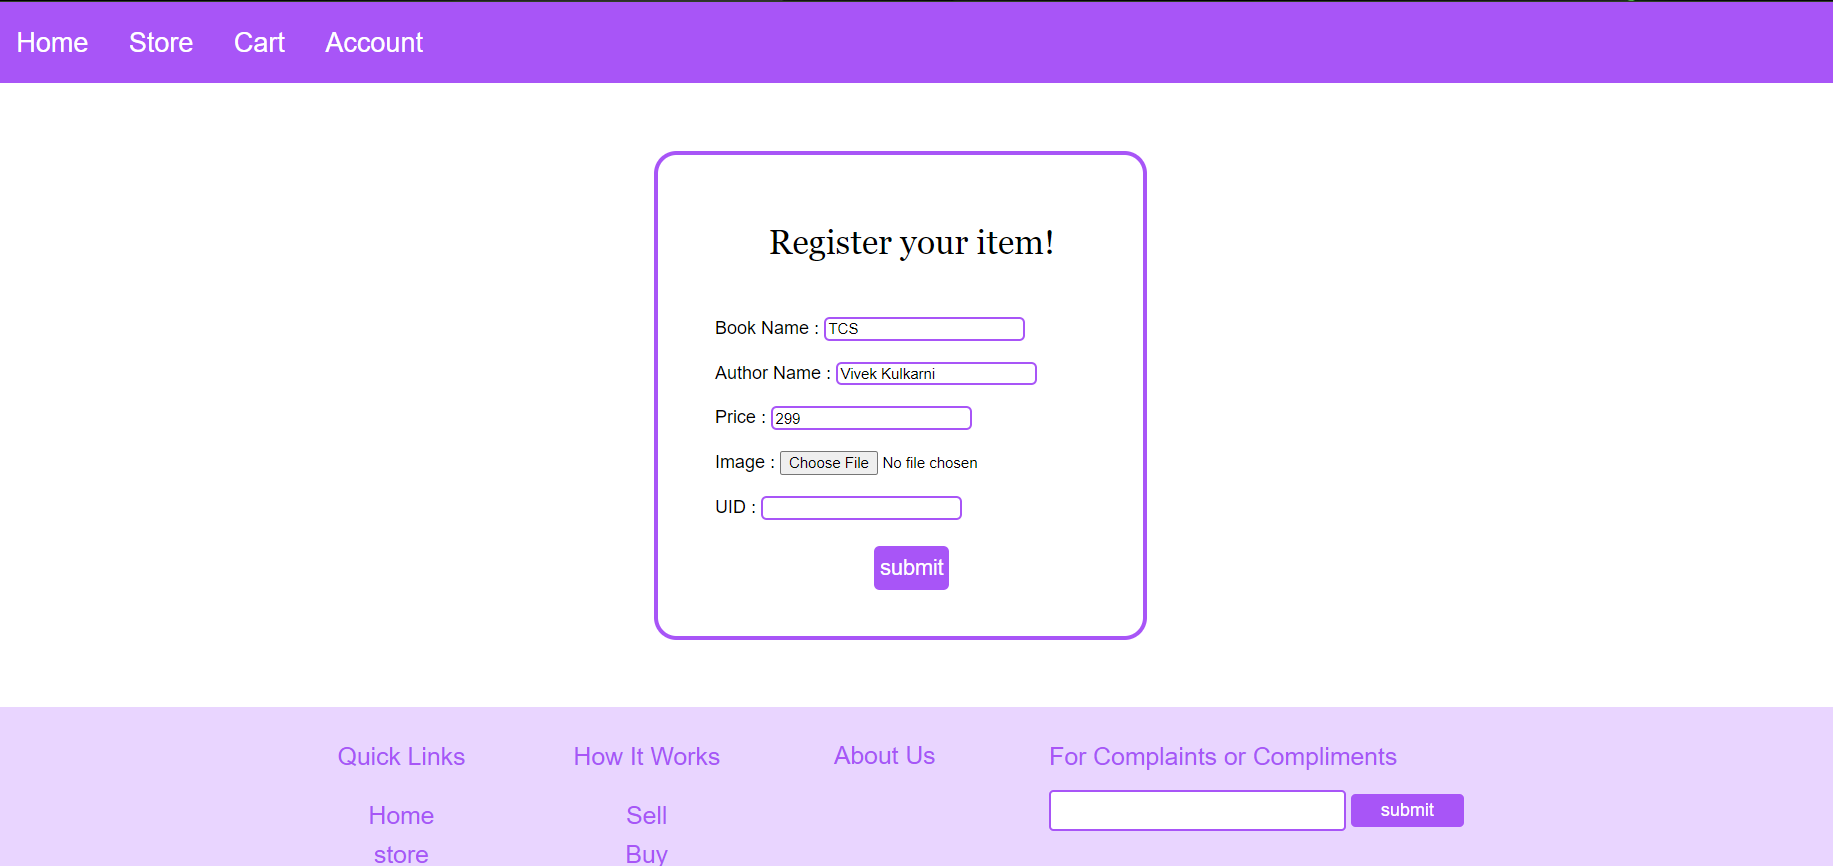 Home Store Cart Account
Register your item!
Book Name : TCS
Author Name : Vivek Kulkarni
Price : 299
Image : Choose File No file chosen
UID :
submit
Quick Links How It Works About Us For Complaints or Compliments
submit
Home Sell
store Buy